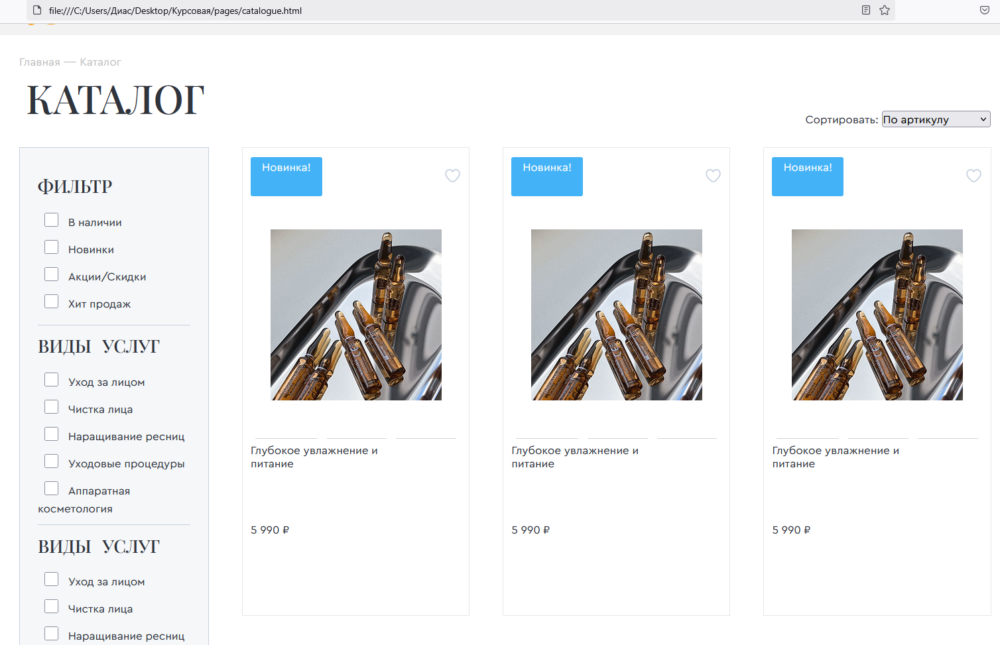 file:///C:/Users/Диас/Desktop/Курсовая/pages/catalogue.html
Главная — Каталог
КАТАЛОГ
Сортировать: По артикулу
ФИЛЬТР
В наличии
Новинки
Акции/Скидки
Хит продаж
ВИДЫ УСЛУГ
Уход за лицом
Чистка лица
Наращивание ресниц
Уходовые процедуры
Аппаратная
косметология
ВИДЫ УСЛУГ
Уход за лицом
Чистка лица
Наращивание ресниц
Новинка!
Глубокое увлажнение и
питание
5 990 ₽
Новинка!
Глубокое увлажнение и
питание
5 990 ₽
Новинка!
Глубокое увлажнение и
питание
5 990 ₽